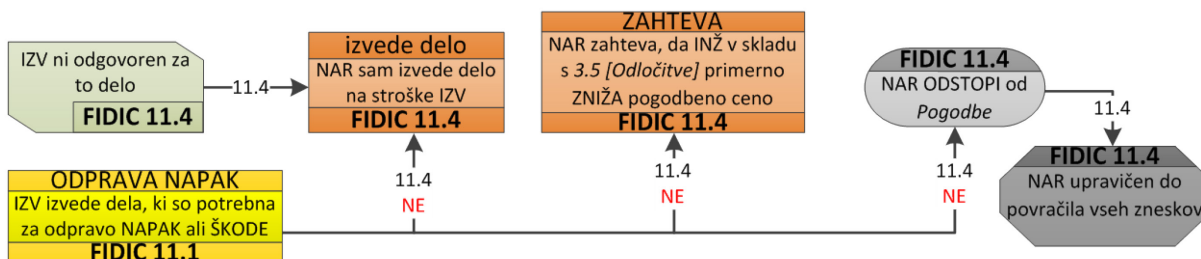 IZV ni odgovoren za
to delo
FIDIC 11.4
11.4
izvede delo
NAR sam izvede delo
na stroške IZV
FIDIC 11.4
ZAHTEVA
NAR zahteva, da INŽ v skladu
s 3.5 [Odločitve] primerno
ZNIŽA pogodbeno ceno
FIDIC 11.4
FIDIC 11.4
NAR ODSTOPI od
Pogodbe
11.4
FIDIC 11.4
NAR upravičen do
povračila vseh zneskov
11.4
NE
11.4
NE
11.4
NE
ODPRAVA NAPAK
IZV izvede dela, ki so potrebna
za odpravo NAPAK ali ŠKODE
FIDIC 11.1